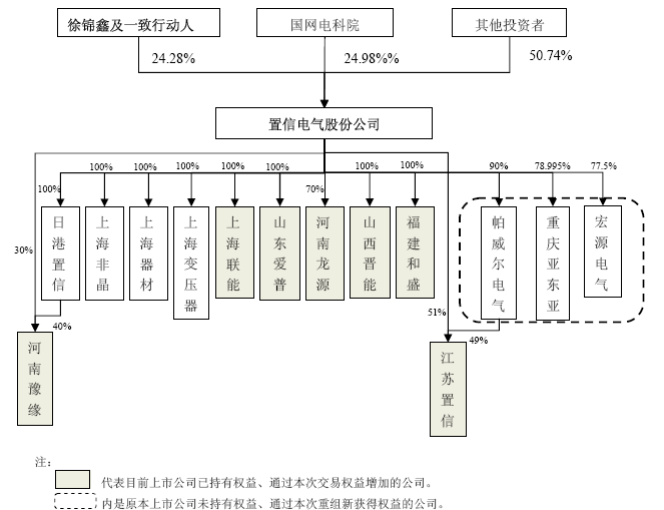 徐锦鑫及一致行动人
国网电科院
其他投资者
24.28%
24.98%%
50.74%
置信电气股份公司
100%
100%
100%
100%
100%
100%
70%
100%
100%
90%
78.995%
77.5%
日港置信
上海非晶
上海器材
上海变压器
上海联能
山东爱普
河南龙源
山西晋能
福建和盛
帕威尔电气
重庆亚东亚
宏源电气
30%
40%
51%
49%
河南豫缘
江苏置信
注:
代表目前上市公司已持有权益、通过本次交易权益增加的公司。
内是原本上市公司未持有权益、通过本次重组新获得权益的公司。